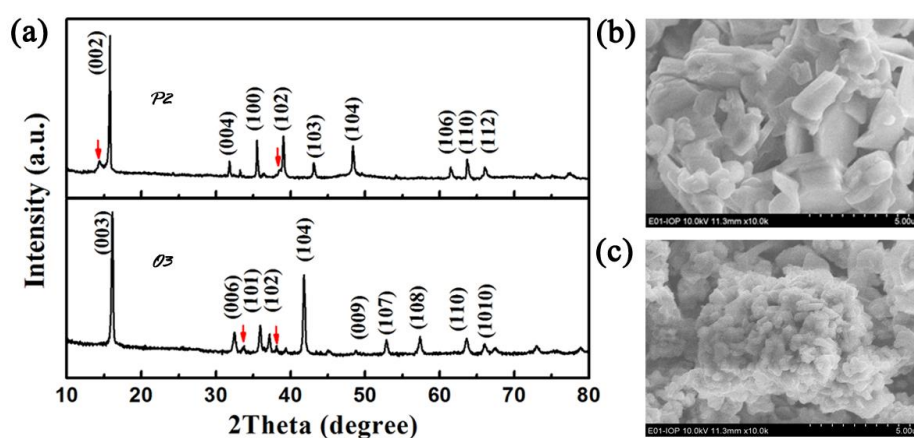 (a)
Intensity (a.u.)
P2
(002)
(004)
(100)
(102)
(103)
(104)
(106)
(110)
(112)
O3
(003)
(006)
(101)
(102)
(104)
(009)
(107)
(108)
(110)
(1010)
10 20 30 40 50 60 70 80
2Theta (degree)
(b)
E01-IOP 10.0kV 11.3mm x10.0k 5.00u
(c)
E01-IOP 10.0kV 11.3mm x10.0k 5.00u